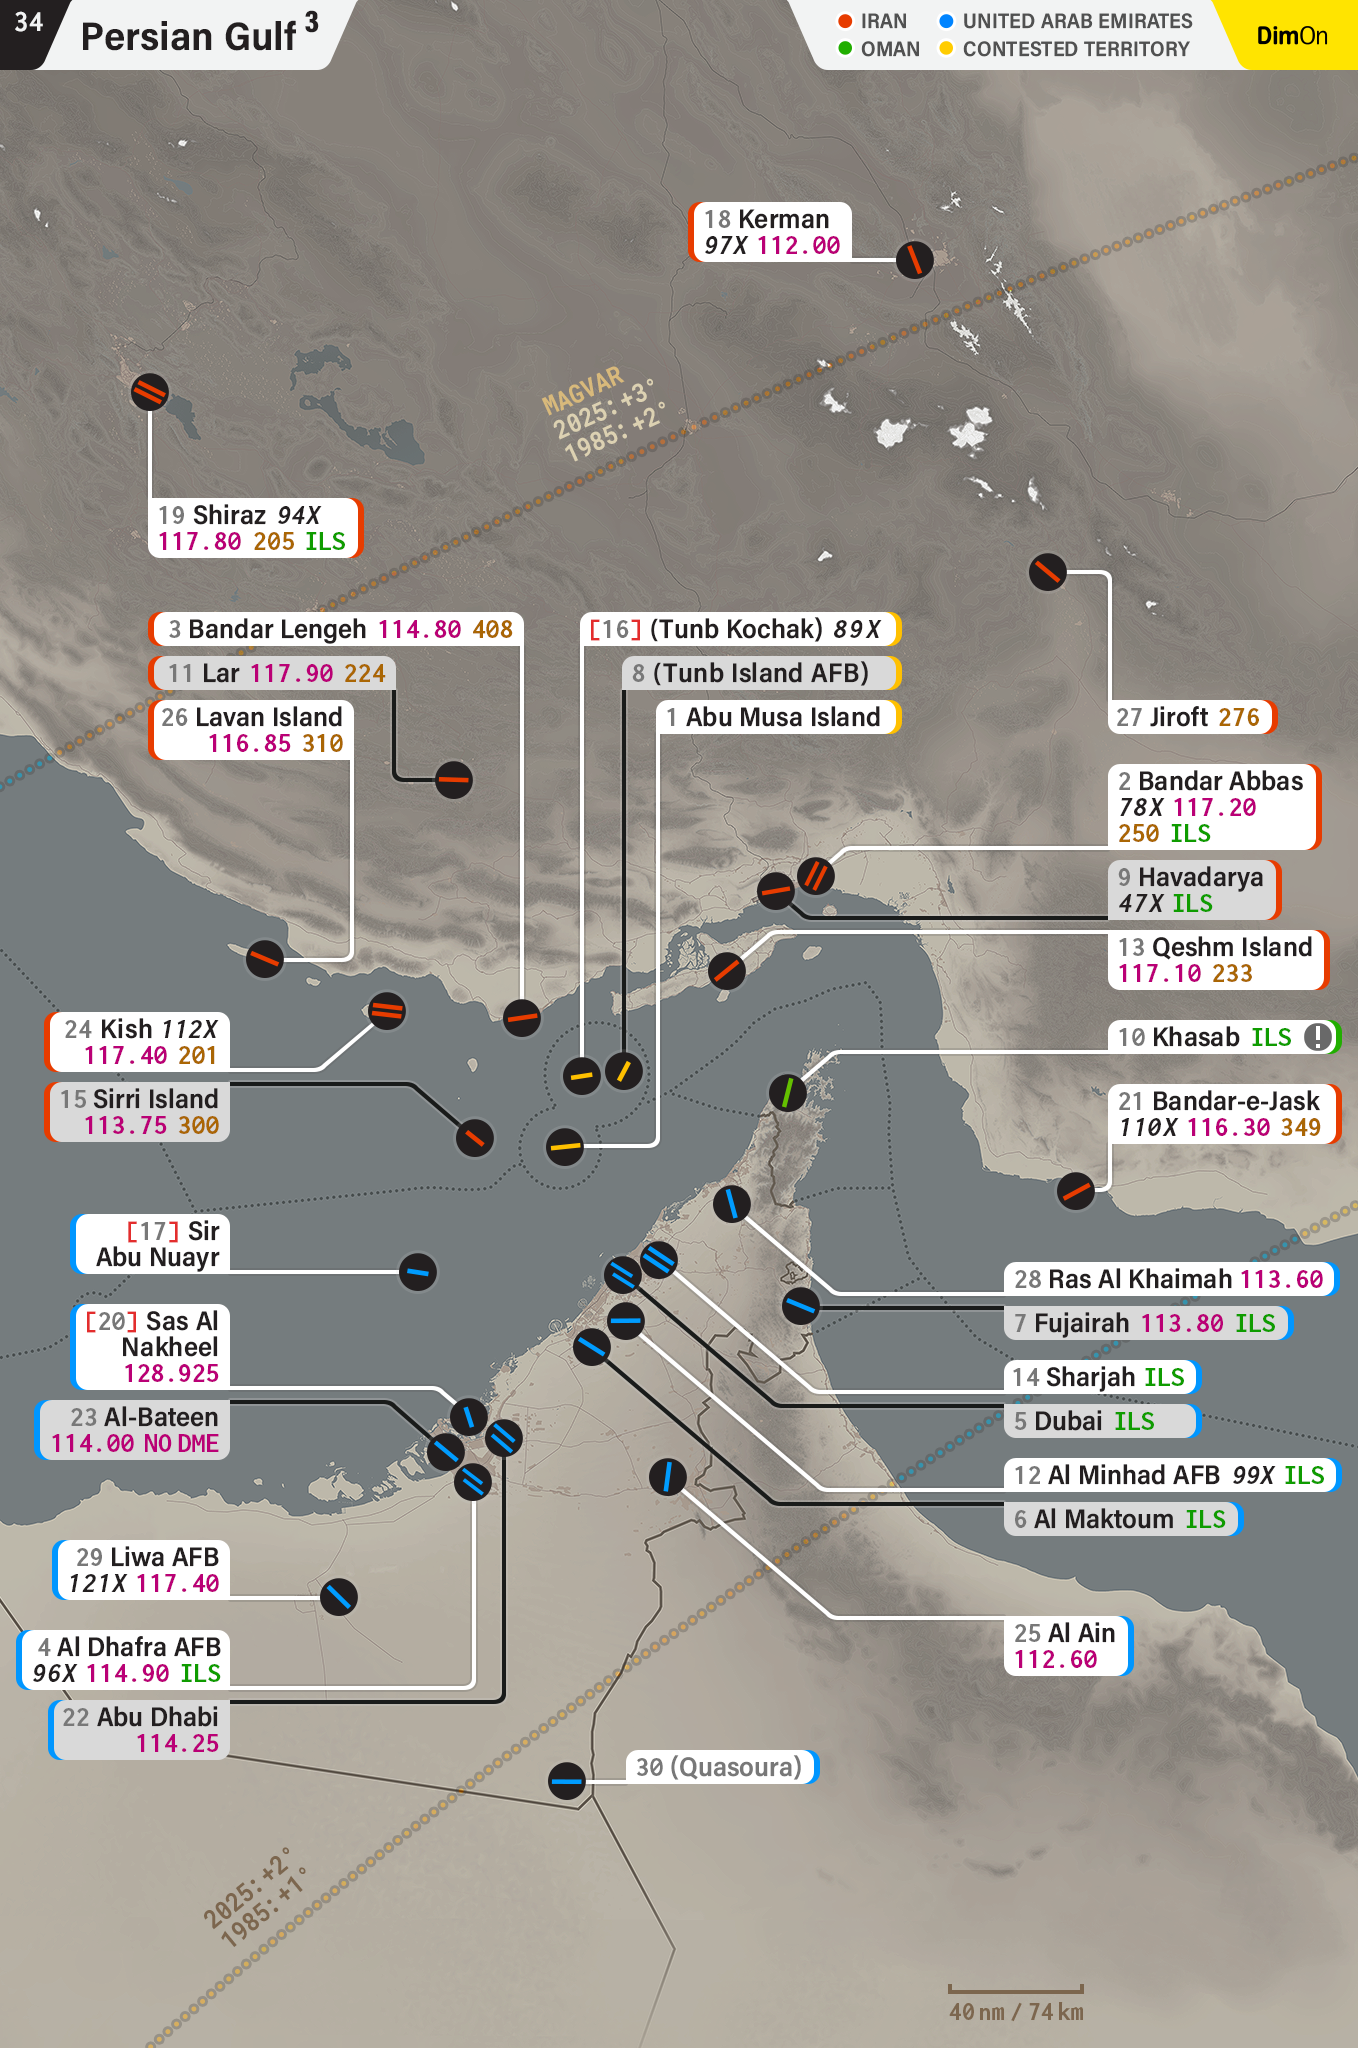 34
Persian Gulf 3
IRAN
UNITED ARAB EMIRATES
OMAN
CONTESTED TERRITORY
DimOn
18 Kerman
97X 112.00
MAGVAR
2025: +3°
1985: +2°
19 Shiraz 94X
117.80 205 ILS
3 Bandar Lengeh 114.80 408
11 Lar 117.90 224
26 Lavan Island
116.85 310
[16] (Tunb Kochak) 89X
8 (Tunb Island AFB)
1 Abu Musa Island
27 Jiroft 276
2 Bandar Abbas
78X 117.20
250 ILS
9 Havadarya
47X ILS
13 Qeshm Island
117.10 233
24 Kish 112X
117.40 201
15 Sirri Island
113.75 300
10 Khasab ILS !
21 Bandar-e-Jask
110X 116.30 349
[17] Sir
Abu Nuayr
[20] Sas Al
Nakheel
128.925
23 Al-Bateen
114.00 NO DME
28 Ras Al Khaimah 113.60
7 Fujairah 113.80 ILS
14 Sharjah ILS
5 Dubai ILS
12 Al Minhad AFB 99X ILS
6 Al Maktoum ILS
29 Liwa AFB
121X 117.40
4 Al Dhafra AFB
96X 114.90 ILS
22 Abu Dhabi
114.25
25 Al Ain
112.60
30 (Quasoura)
2025: +2°
1985: +1°
40 nm / 74 km